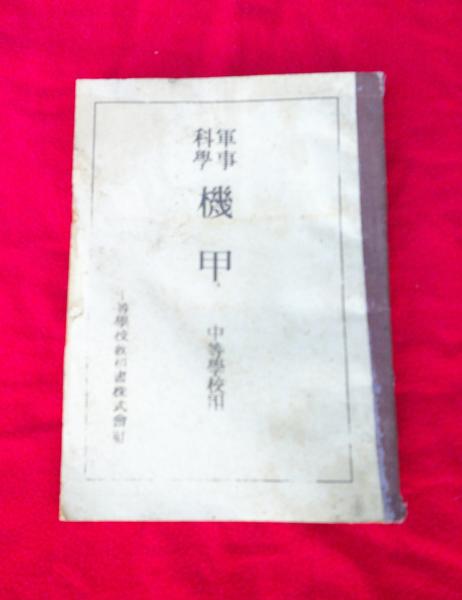 軍事
科學
機甲
中等學校用
中等學校教科書株式會社